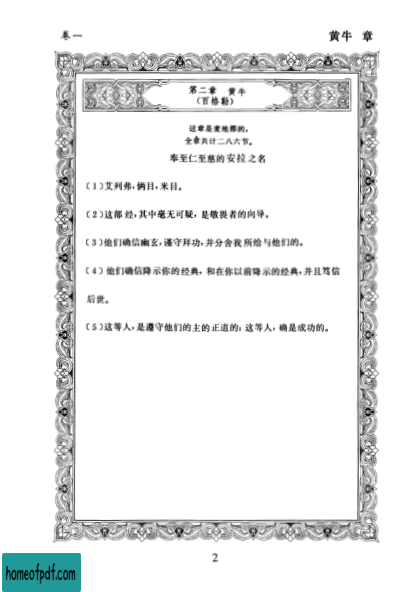 卷一
黄牛 章
第二章 黄牛
(百格勒)
这章是麦地那的,
全章共计二八六节。
奉至仁至慈的安拉之名
(1)艾列弗,俩目,米目。
(2)这部 经,其中毫无可疑,是敬畏者的向导。
(3)他们确信幽玄,谨守拜功,并分舍我 所给与他们的。
(4)他们确信降示你的经典,和在你以前降示的经典,并且笃信
后世。
(5)这等人,是遵守他们的主的正道的;这等人,确是成功的。
2
homeofpdf.com